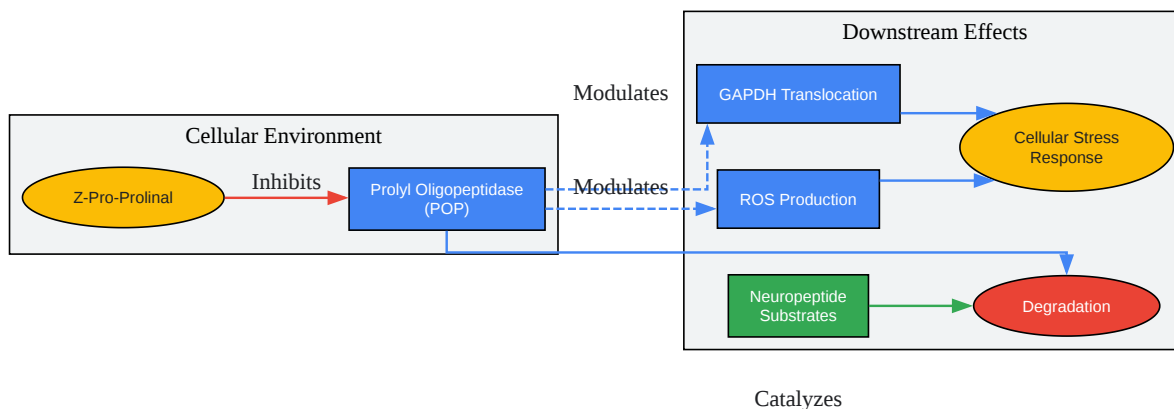 Downstream Effects
Modulates
GAPDH Translocation
Cellular Environment
Cellular Stress
Response
Z-Pro-Prolinal
Inhibits
Prolyl Oligopeptidase
(POP)
Modulates
ROS Production
Neuropeptide
Substrates
Degradation
Catalyzes